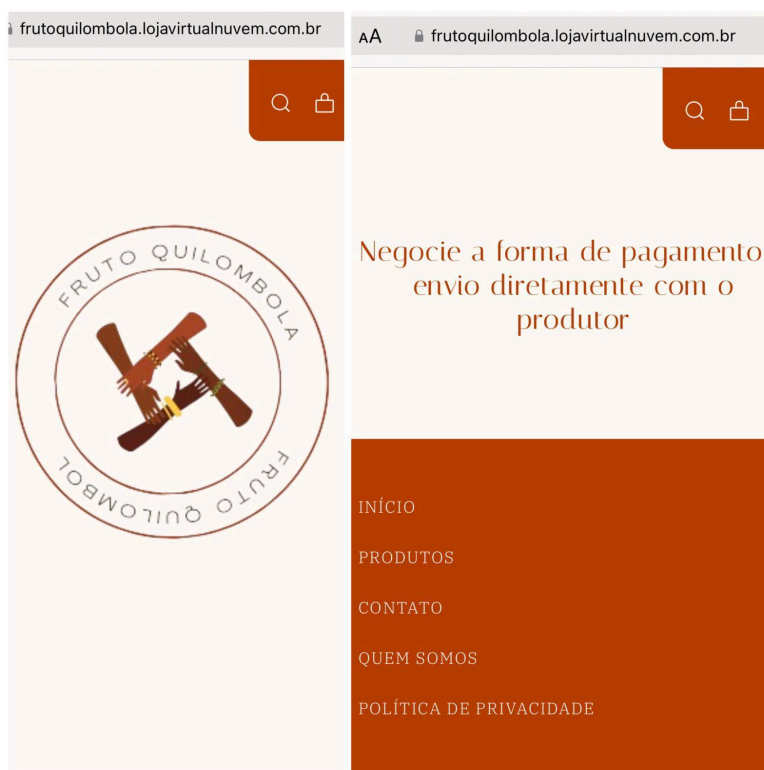 frutoquilombola.lojavirtualnuvem.com.br
FRUTO QUILOMBOLA
FRUTO QUILOMBOL
AA frutoquilombola.lojavirtualnuvem.com.br
Negocie a forma de pagamento
envio diretamente com o
produtor
INÍCIO
PRODUTOS
CONTATO
QUEM SOMOS
POLÍTICA DE PRIVACIDADE